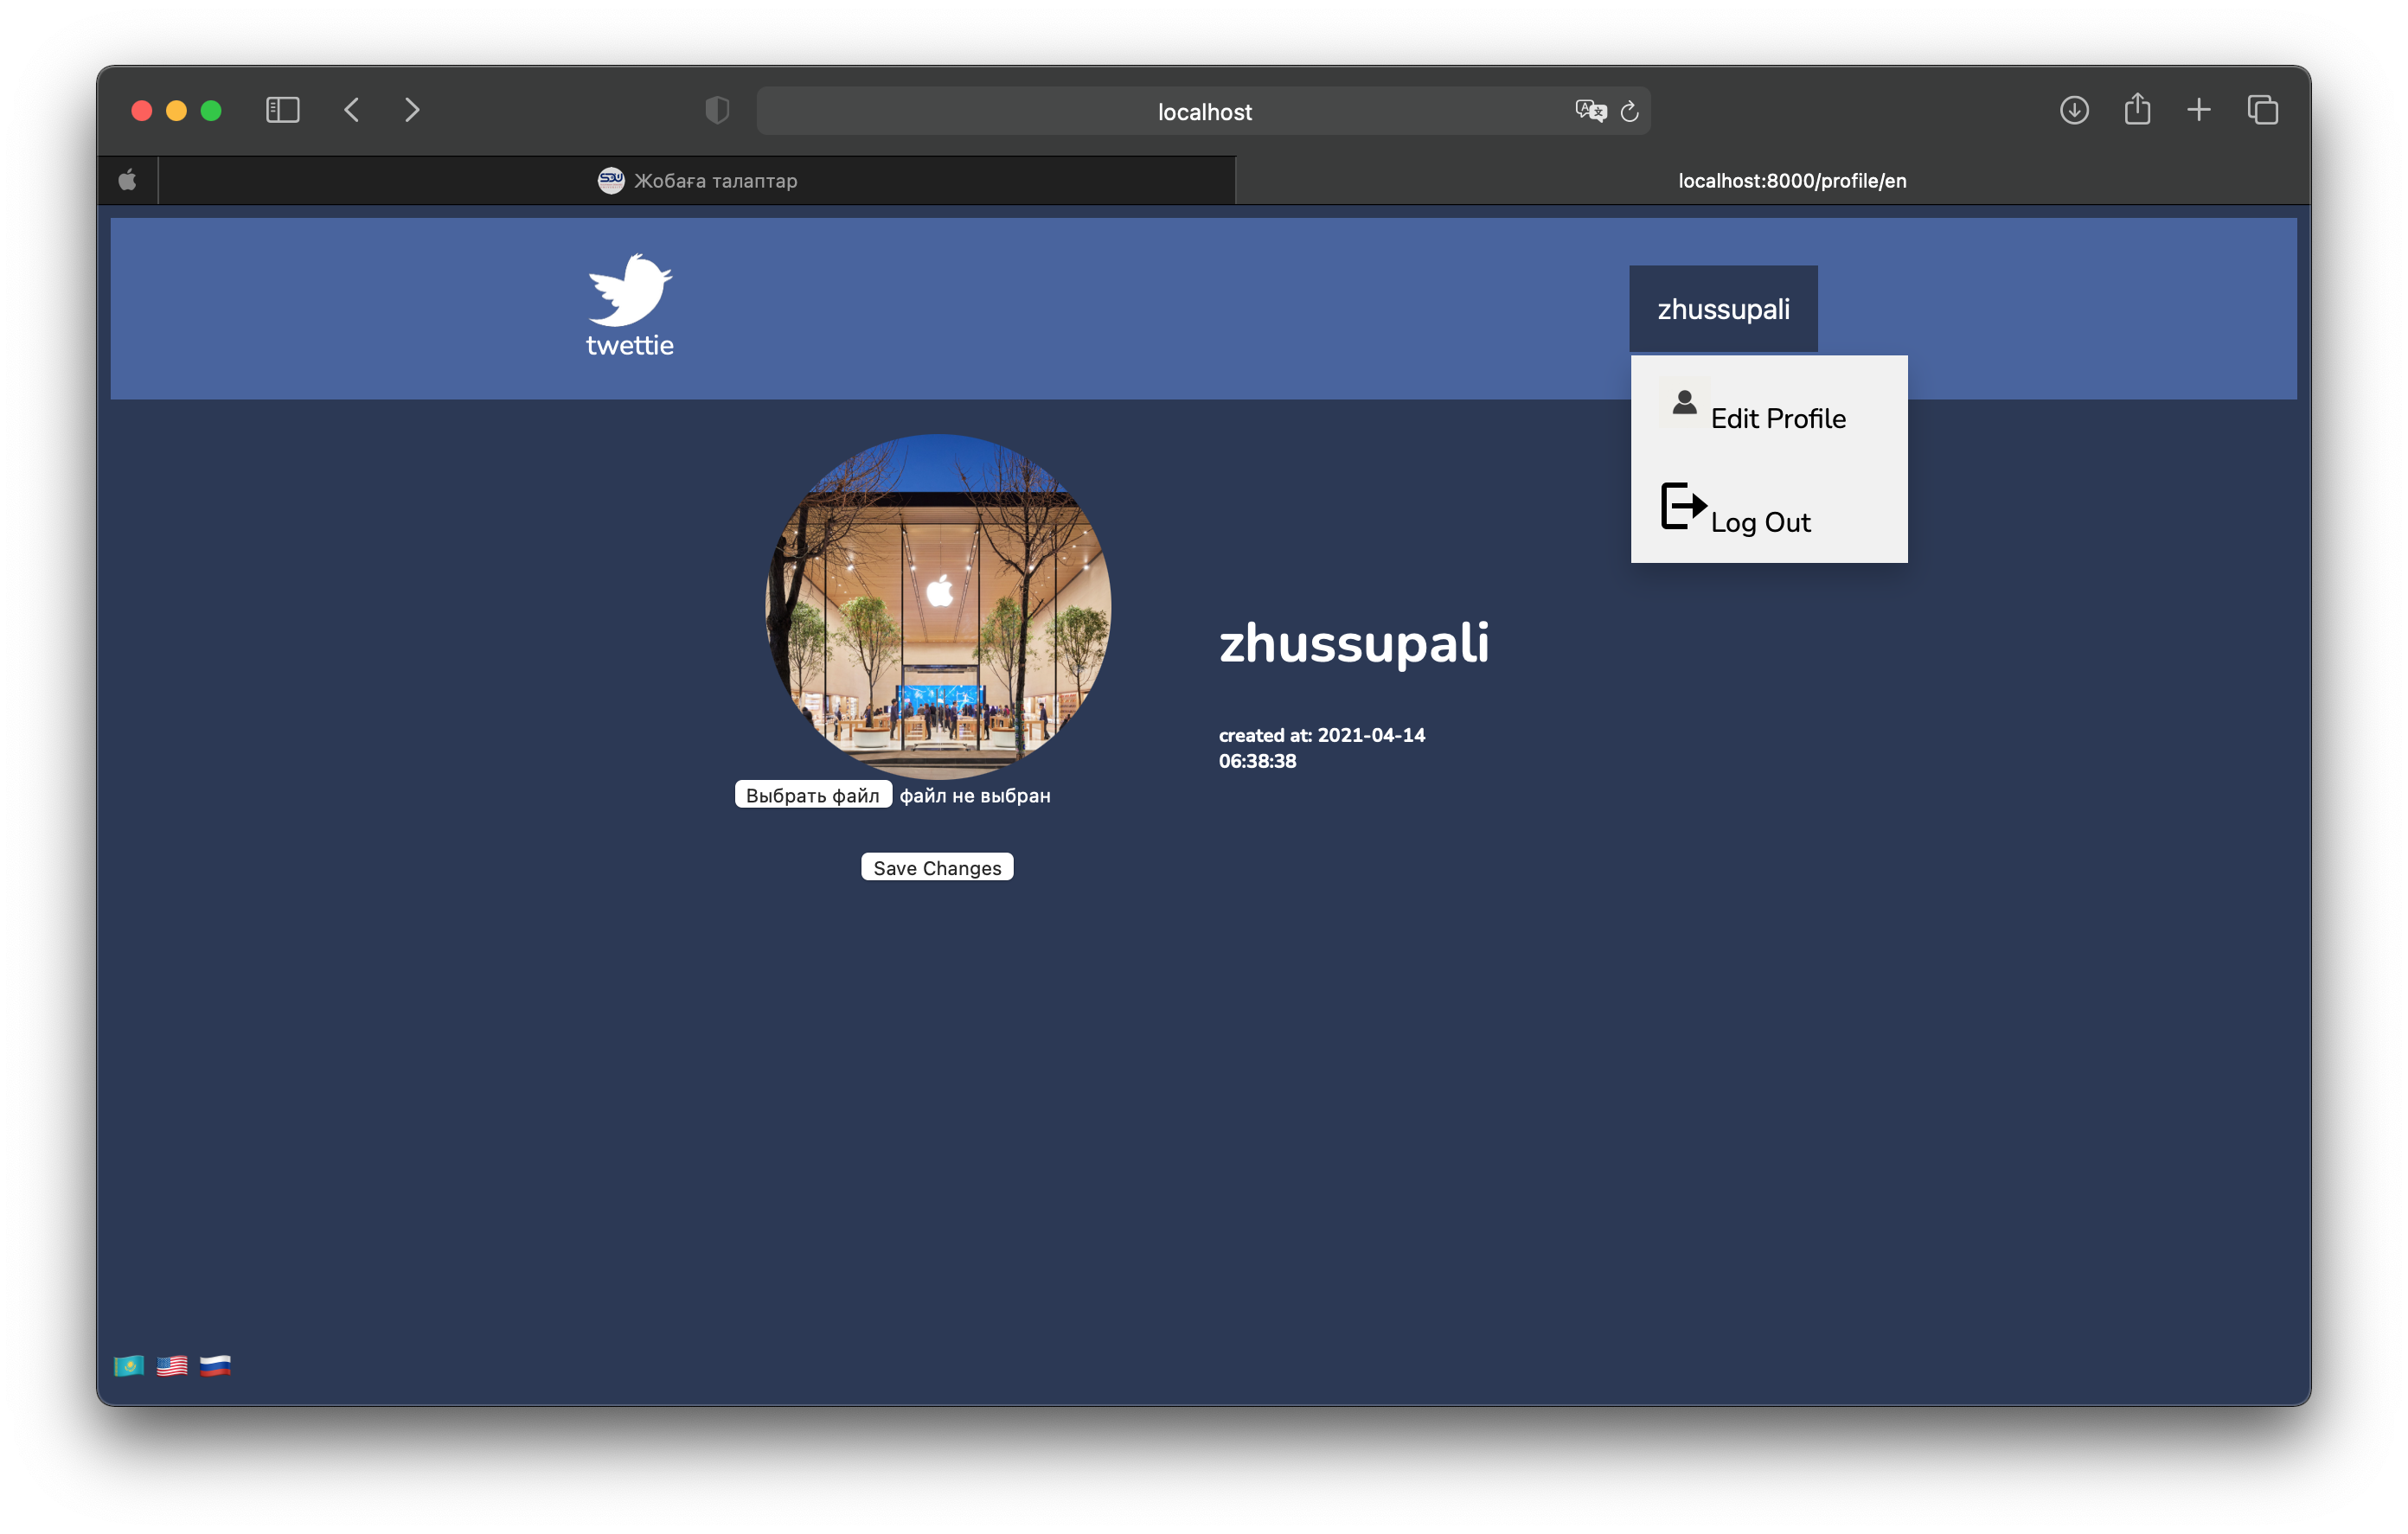 localhost
SDU Жобаға талаптар
localhost:8000/profile/en
twettie
zhussupali
Edit Profile
Log Out
zhussupali
created at: 2021-04-14
06:38:38
Выбрать файл файл не выбран
Save Changes